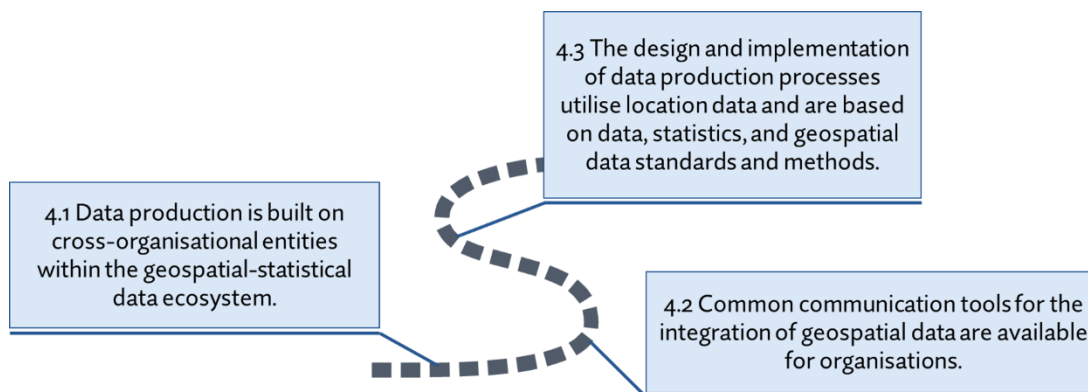 4.3 The design and implementation
of data production processes
utilise location data and are based
on data, statistics, and geospatial
data standards and methods.
4.1 Data production is built on
cross-organisational entities
within the geospatial-statistical
data ecosystem.
4.2 Common communication tools for the
integration of geospatial data are available
for organisations.